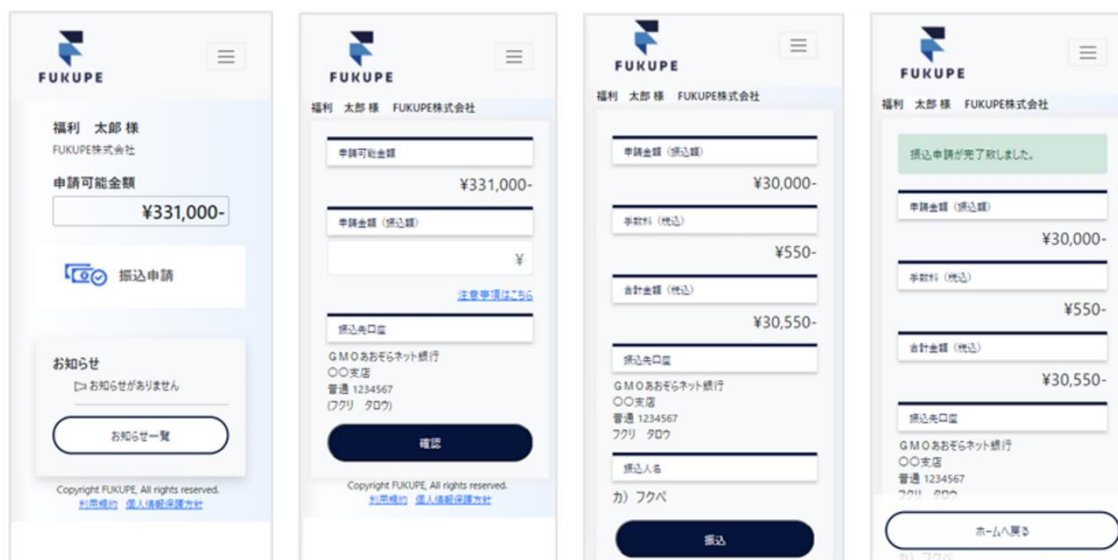 FUKUPE
福利 太郎 様
FUKUPE株式会社
申請可能金額
¥331,000-
振込申請
お知らせ
お知らせがありません
お知らせ一覧
Copyright FUKUPE, All rights reserved.
利用規約 個人情報保護方針
FUKUPE
福利 太郎 様 FUKUPE株式会社
申請可能金額
¥331,000-
申請金額（振込額）
¥
注意事項はこちら
振込先口座
GMOあおぞらネット銀行
〇〇支店
普通 1234567
(フクリ タロウ)
確認
Copyright FUKUPE, All rights reserved.
利用規約 個人情報保護方針
FUKUPE
福利 太郎 様 FUKUPE株式会社
申請金額（振込額）
¥30,000-
手数料（税込）
¥550-
合計金額（税込）
¥30,550-
振込先口座
GMOあおぞらネット銀行
〇〇支店
普通 1234567
フクリ タロウ
振込人名
カ）フクペ
振込
FUKUPE
福利 太郎 様 FUKUPE株式会社
振込申請が完了致しました。
申請金額（振込額）
¥30,000-
手数料（税込）
¥550-
合計金額（税込）
¥30,550-
振込先口座
GMOあおぞらネット銀行
〇〇支店
普通 1234567
フクリ タロウ
ホームへ戻る
カ）フクペ